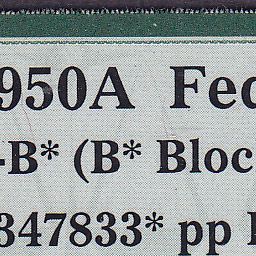 950A Fed
-B* (B* Bloc
347833* pp